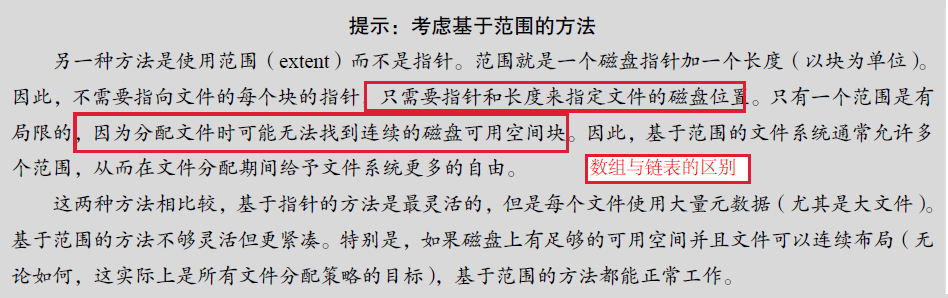 提示：考虑基于范围的方法
另一种方法是使用范围（extent）而不是指针。范围就是一个磁盘指针加一个长度（以块为单位）。
因此，不需要指向文件的每个块的指针，只需要指针和长度来指定文件的磁盘位置。只有一个范围是有
局限的，因为分配文件时可能无法找到连续的磁盘可用空间块。因此，基于范围的文件系统通常允许多
个范围，从而在文件分配期间给予文件系统更多的自由。 数组与链表的区别
这两种方法相比较，基于指针的方法是最灵活的，但是每个文件使用大量元数据（尤其是大文件）。
基于范围的方法不够灵活但更紧凑。特别是，如果磁盘上有足够的可用空间并且文件可以连续布局（无
论如何，这实际上是所有文件分配策略的目标），基于范围的方法都能正常工作。